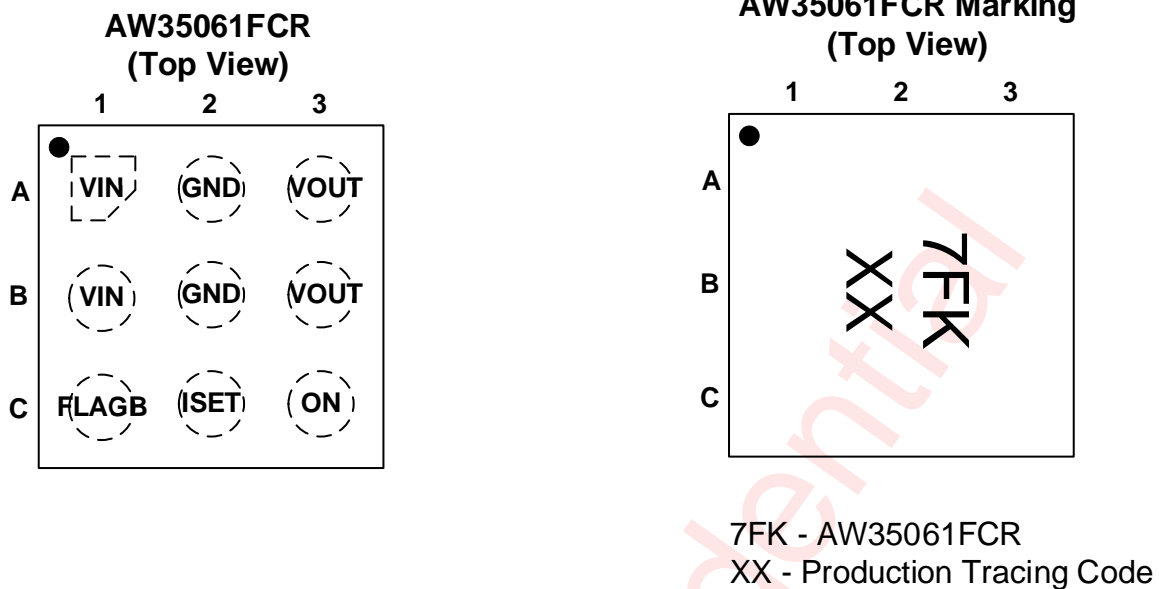 AW35061FCR
(Top View)
1 2 3
A VIN GND VOUT
B VIN GND VOUT
C FLAGB ISET ON
AW35061FCR Marking
(Top View)
1 2 3
A
B
C
7FK
XX
7FK - AW35061FCR
XX - Production Tracing Code
dential